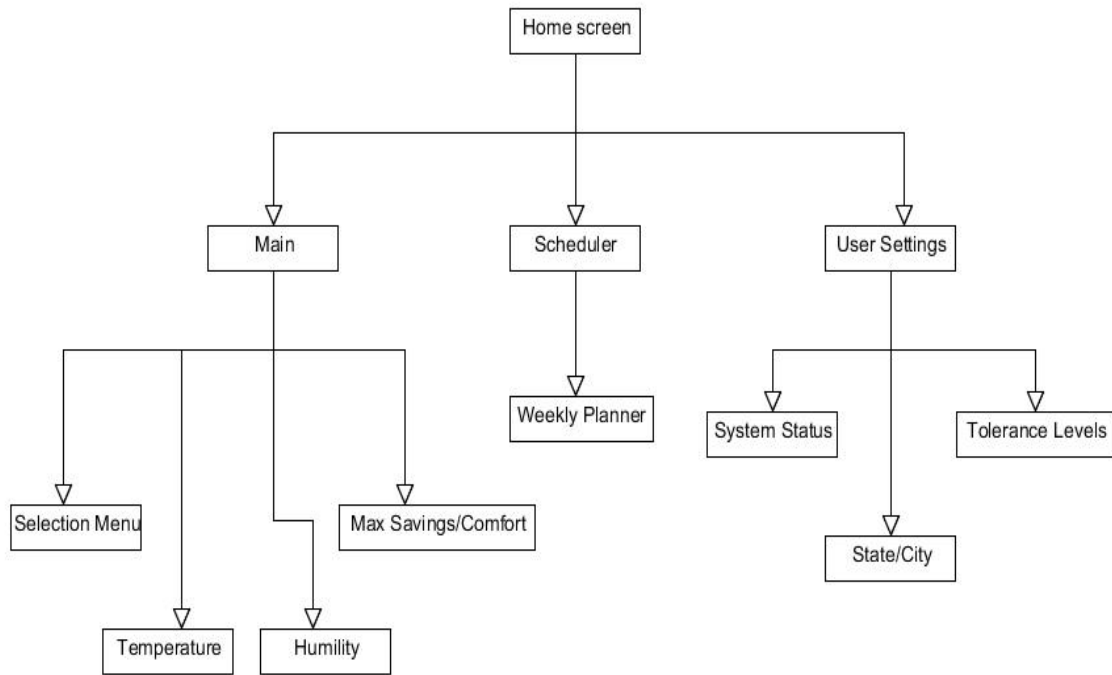 Home screen
Main
Scheduler
User Settings
Weekly Planner
System Status
Tolerance Levels
Selection Menu
Max Savings/Comfort
State/City
Temperature
Humility